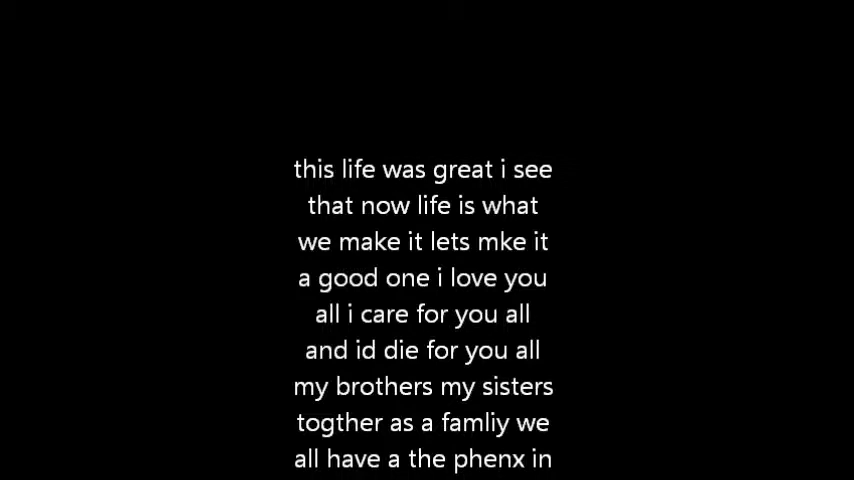 this life was great i see
that now life is what
we make it lets mke it
a good one i love you
all i care for you all
and id die for you all
my brothers my sisters
togther as a famliy we
all have a the phenx in